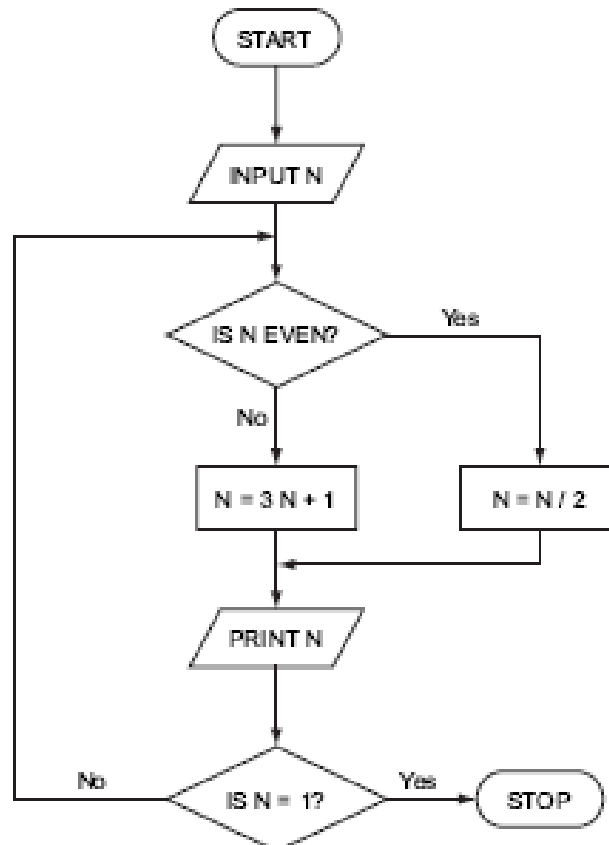 START
INPUT N
IS N EVEN?
Yes
No
N = 3 N + 1
N = N / 2
PRINT N
No
IS N = 1?
Yes
STOP